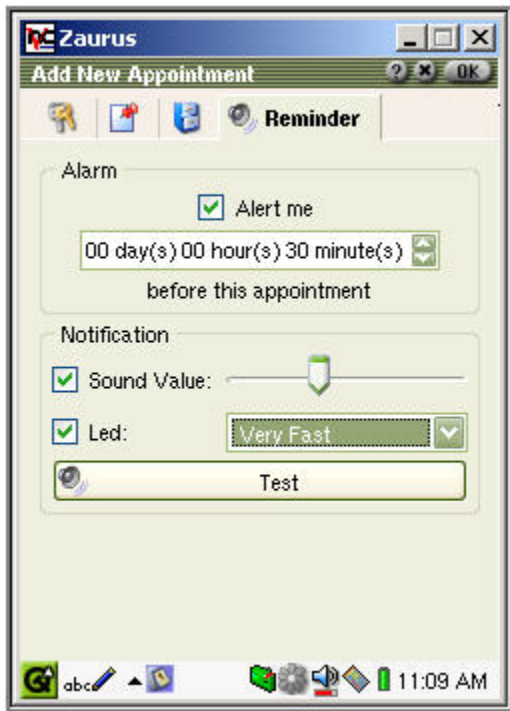 Zaurus
Add New Appointment ? OK
Reminder
Alarm
Alert me
00 day(s) 00 hour(s) 30 minute(s)
before this appointment
Notification
Sound Value:
Led: Very Fast
Test
abc 11:09 AM